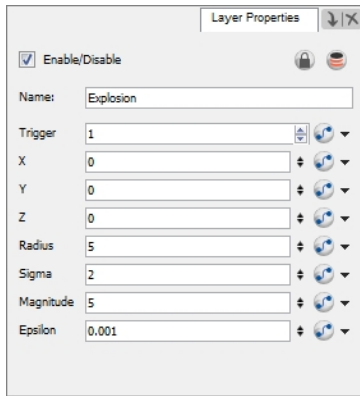 Layer Properties
Enable/Disable
Name: Explosion
Trigger 1
X 0
Y 0
Z 0
Radius 5
Sigma 2
Magnitude 5
Epsilon 0.001